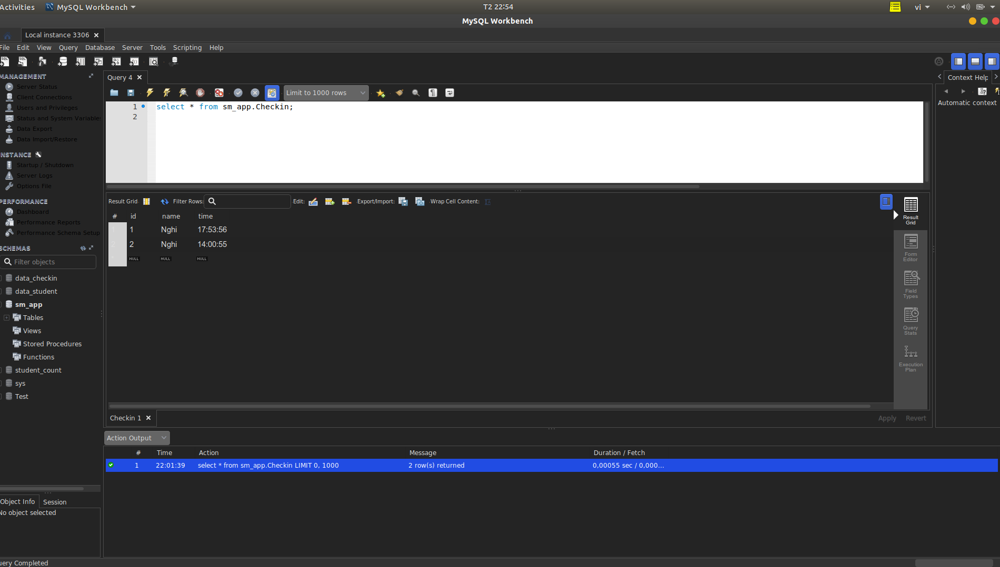 Activities MySQL Workbench T2 22:54 vi
MySQL Workbench
Local instance 3306
File Edit View Query Database Server Tools Scripting Help
MANAGEMENT
Server Status
Client Connections
Users and Privileges
Status and System Variables
Data Export
Data Import/Restore
INSTANCE
Startup / Shutdown
Server Logs
Options File
PERFORMANCE
Dashboard
Performance Reports
Performance Schema Setup
SCHEMAS
Filter objects
data_checkin
data_student
sm_app
Tables
Views
Stored Procedures
Functions
student_count
sys
Test
Object Info Session
No object selected
Query 4
Limit to 1000 rows
1 select * from sm_app.Checkin;
2
Result Grid Filter Rows: Edit: Export/Import: Wrap Cell Content:
# id name time
1 1 Nghi 17:53:56
2 2 Nghi 14:00:55
* NULL NULL NULL
Result Grid
Form Editor
Field Types
Query Stats
Execution Plan
Checkin 1 Apply Revert
Context Help
Automatic context
Action Output
# Time Action Message Duration / Fetch
1 22:01:39 select * from sm_app.Checkin LIMIT 0, 1000 2 row(s) returned 0,00055 sec / 0,000...
uery Completed